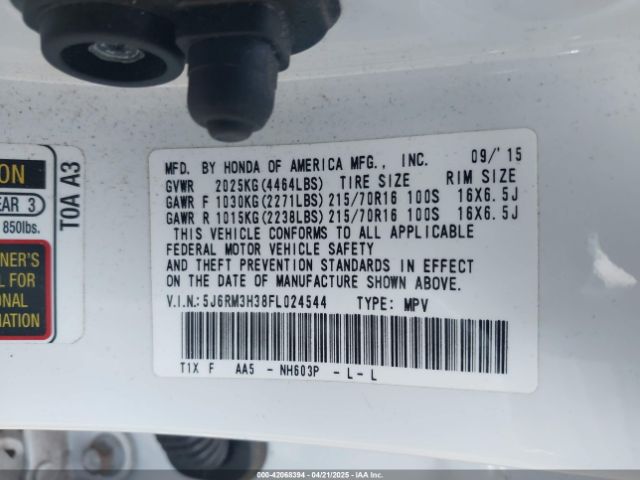 ON
EAR 3
850lbs.
NER'S
L FOR
ONAL
MATION
TOA A3
MFD. BY HONDA OF AMERICA MFG., INC. 09/'15
GVWR 2025KG(4464LBS) TIRE SIZE RIM SIZE
GAWR F 1030KG(2271LBS) 215/70R16 100S 16X6.5J
GAWR R 1015KG(2238LBS) 215/70R16 100S 16X6.5J
THIS VEHICLE CONFORMS TO ALL APPLICABLE
FEDERAL MOTOR VEHICLE SAFETY
AND THEFT PREVENTION STANDARDS IN EFFECT
ON THE DATE OF MANUFACTURE SHOWN ABOVE.
V.I.N.:5J6RM3H38FL024544 TYPE: MPV
T1X F AA5 - NH603P - L - L
000-42068394 - 04/21/2025 - IAA, LLC